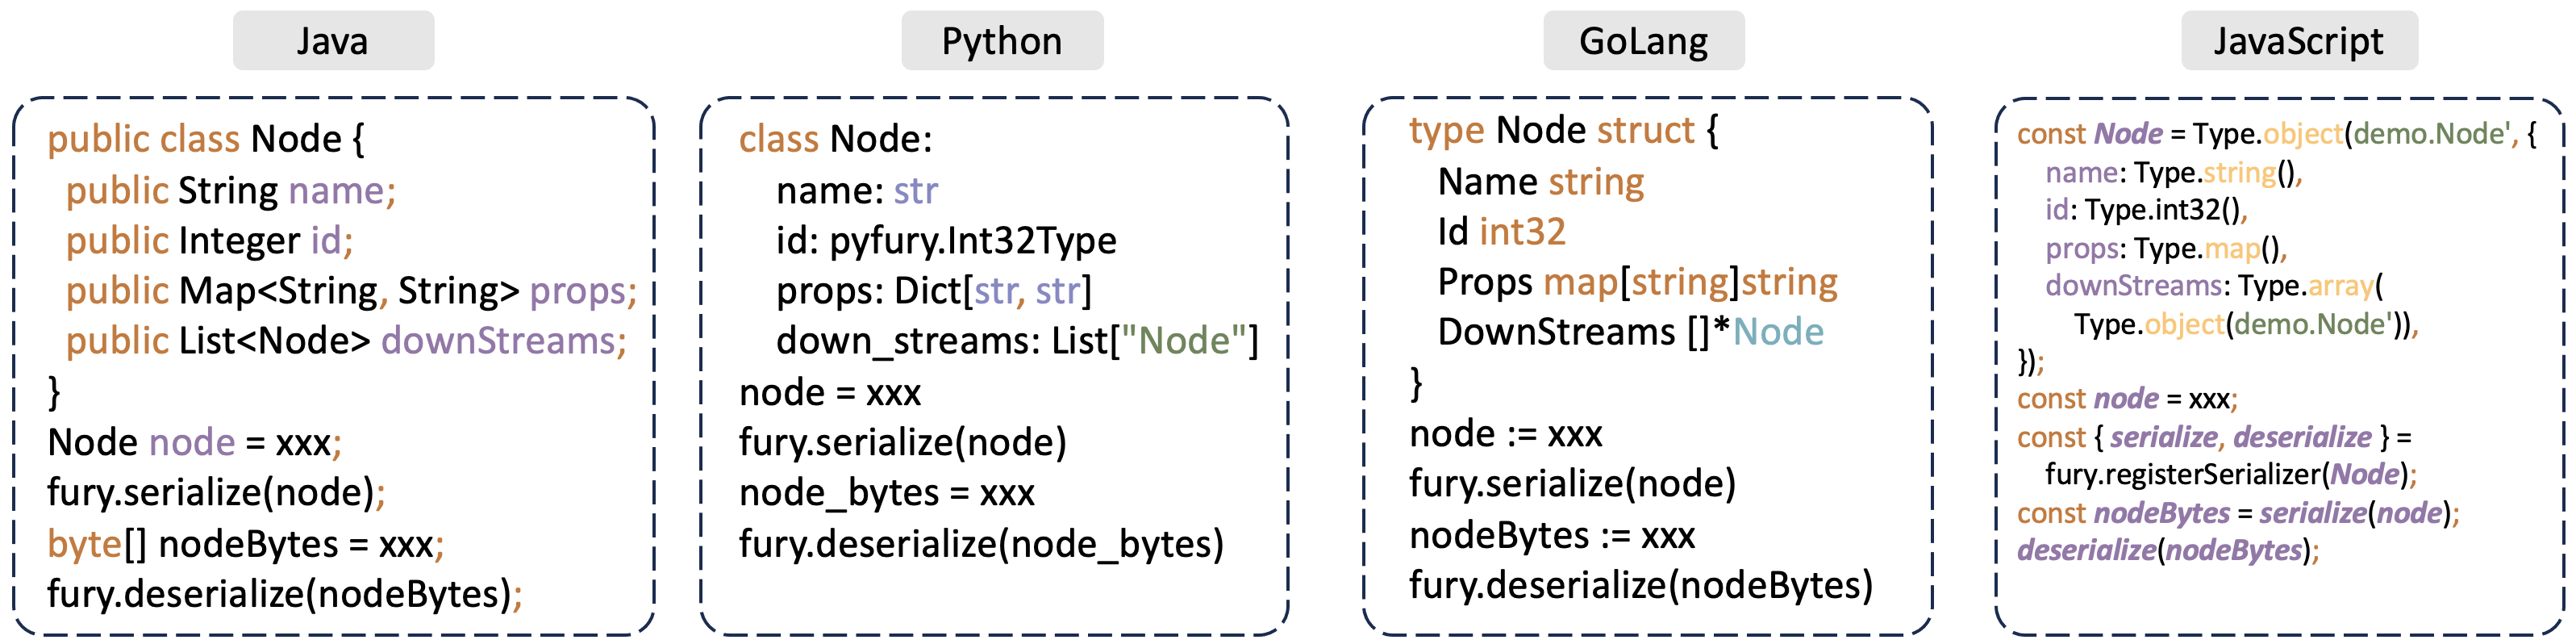 Java
public class Node {
public String name;
public Integer id;
public Map<String, String> props;
public List<Node> downStreams;
}
Node node = xxx;
fury.serialize(node);
byte[] nodeBytes = xxx;
fury.deserialize(nodeBytes);
Python
class Node:
name: str
id: pyfury.Int32Type
props: Dict[str, str]
down_streams: List["Node"]
node = xxx
fury.serialize(node)
node_bytes = xxx
fury.deserialize(node_bytes)
GoLang
type Node struct {
Name string
Id int32
Props map[string]string
DownStreams []*Node
}
node := xxx
fury.serialize(node)
nodeBytes := xxx
fury.deserialize(nodeBytes)
JavaScript
const Node = Type.object(demo.Node', {
name: Type.string(),
id: Type.int32(),
props: Type.map(),
downStreams: Type.array(
Type.object(demo.Node')),
});
const node = xxx;
const { serialize, deserialize } =
fury.registerSerializer(Node);
const nodeBytes = serialize(node);
deserialize(nodeBytes);